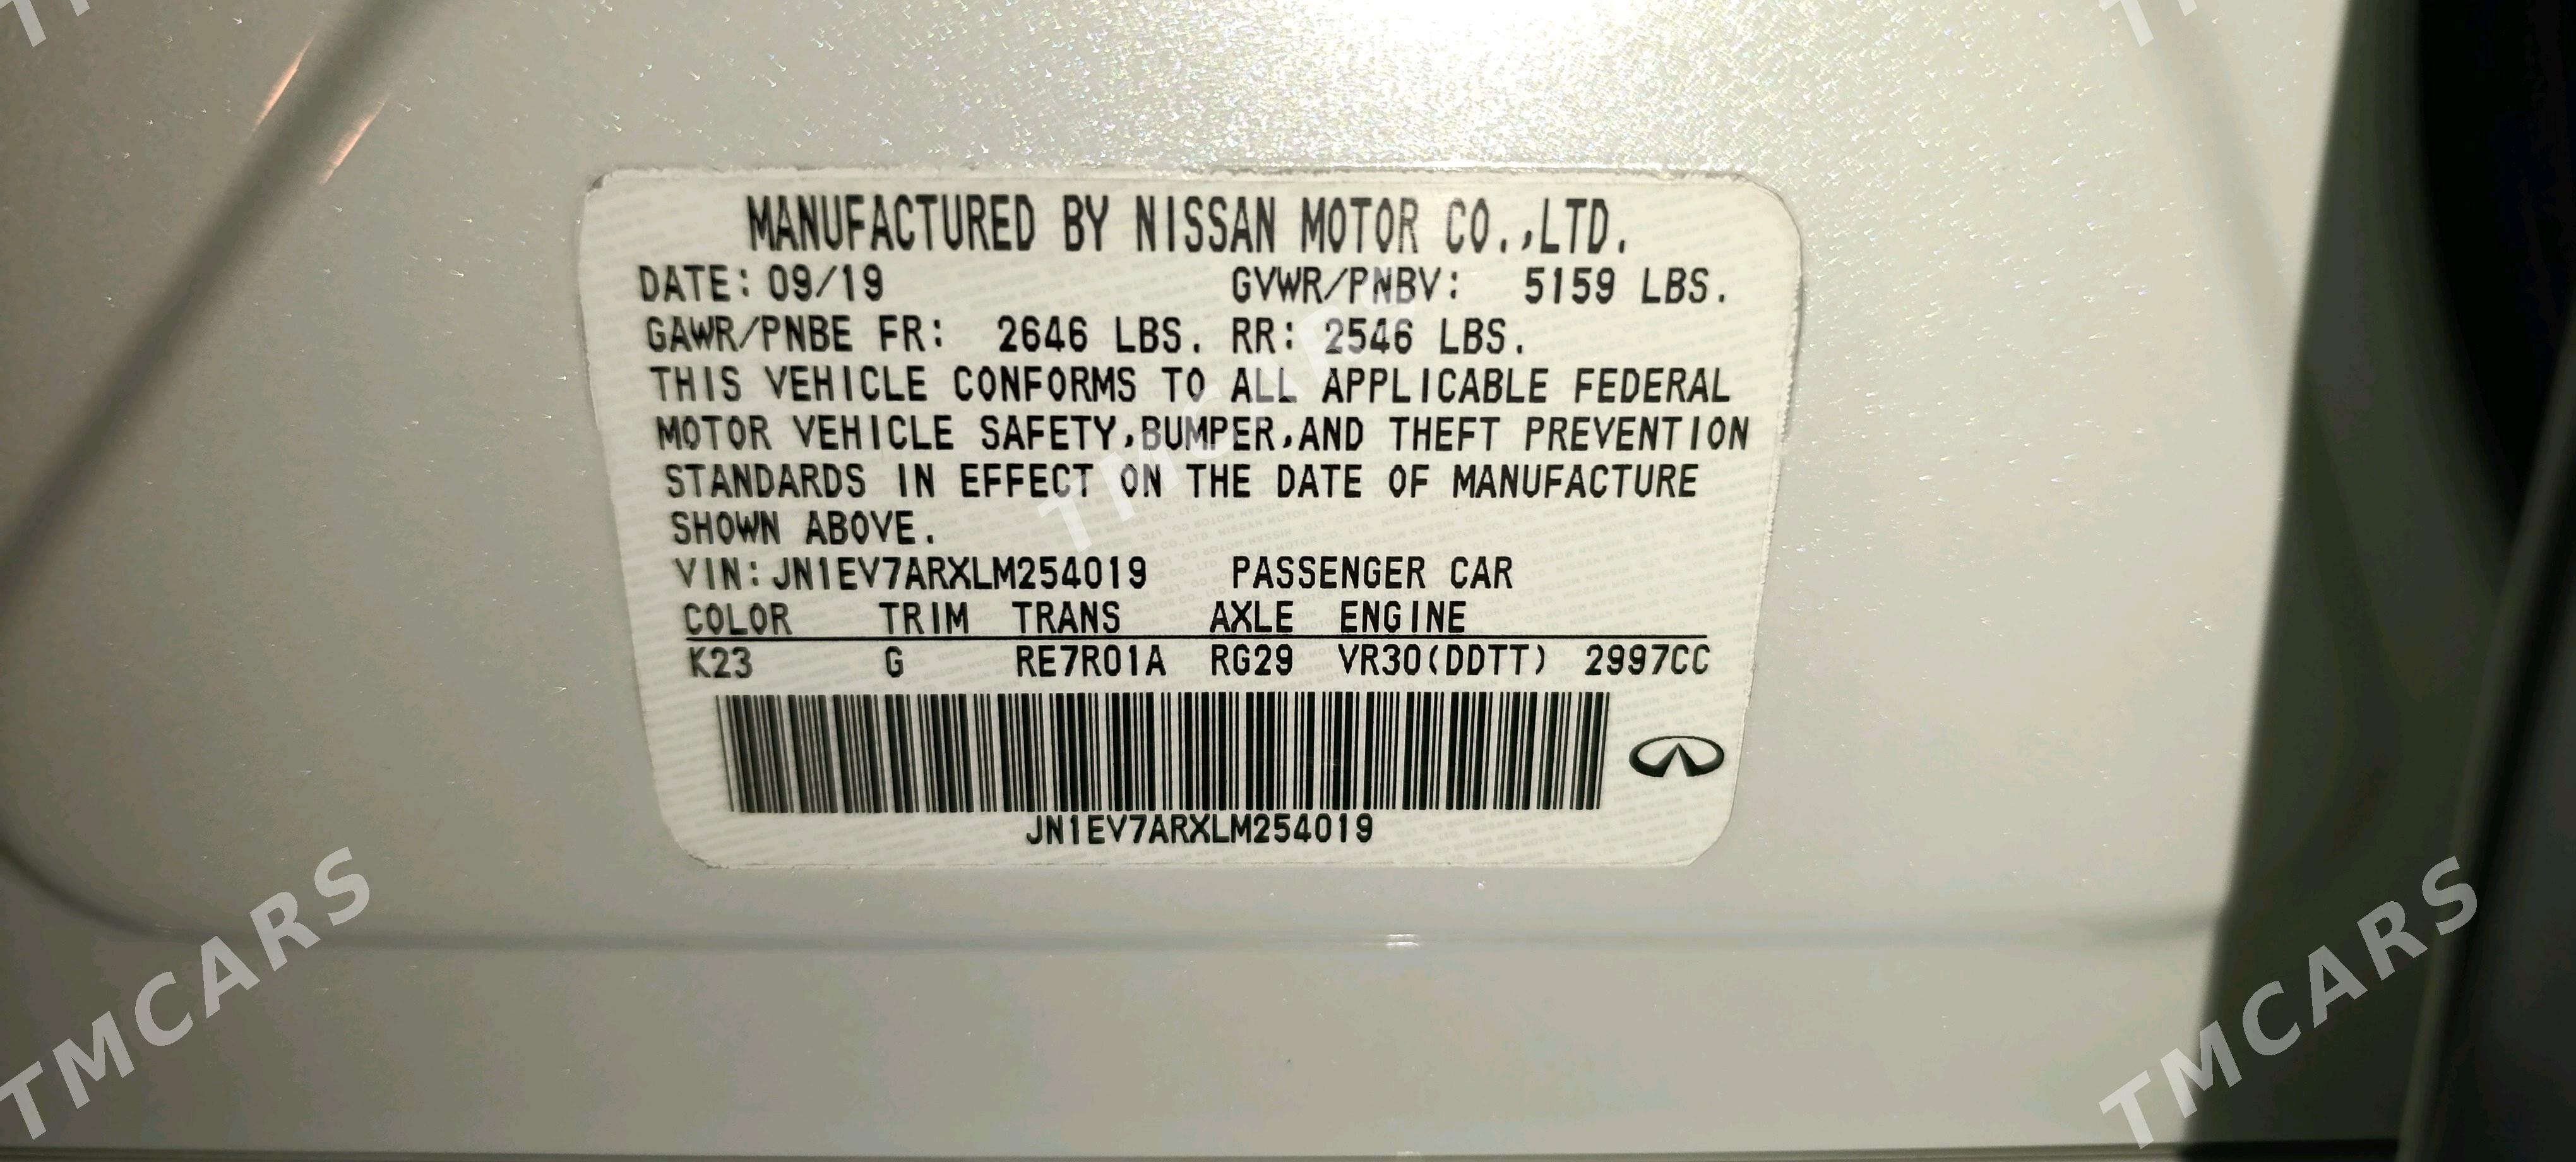 MANUFACTURED BY NISSAN MOTOR CO.,LTD.
DATE: 09/19 GVWR/PNBV: 5159 LBS.
GAWR/PNBE FR: 2646 LBS. RR: 2546 LBS.
THIS VEHICLE CONFORMS TO ALL APPLICABLE FEDERAL
MOTOR VEHICLE SAFETY,BUMPER,AND THEFT PREVENTION
STANDARDS IN EFFECT ON THE DATE OF MANUFACTURE
SHOWN ABOVE.
VIN:JN1EV7ARXLM254019 PASSENGER CAR
COLOR TRIM TRANS AXLE ENGINE
K23 G RE7R01A RG29 VR30(DDTT) 2997CC
JN1EV7ARXLM254019
TMCARS
TMCARS
TMCARS